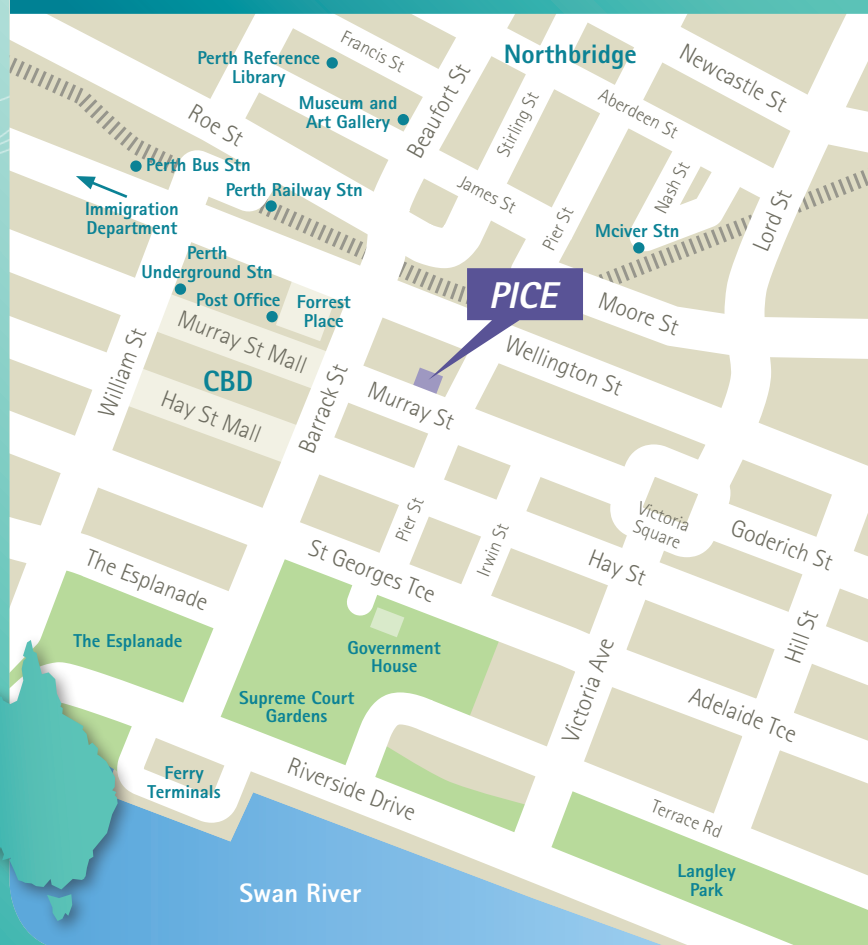 Francis St
Northbridge
Newcastle St
Perth Reference
Library
Beaufort St
Museum and
Art Gallery
Stirling St
Aberdeen St
Roe St
Perth Bus Stn
James St
Nash St
Perth Railway Stn
Immigration
Department
Pier St
Mciver Stn
Lord St
Perth
Underground Stn
Post Office
Forrest
Place
PICE
Moore St
Murray St Mall
William St
CBD
Wellington St
Hay St Mall
Barrack St
Murray St
Pier St
Irwin St
Victoria
Square
Goderich St
St Georges Tce
Hay St
The Esplanade
The Esplanade
Government
House
Hill St
Victoria Ave
Supreme Court
Gardens
Adelaide Tce
Ferry
Terminals
Riverside Drive
Terrace Rd
Langley
Park
Swan River